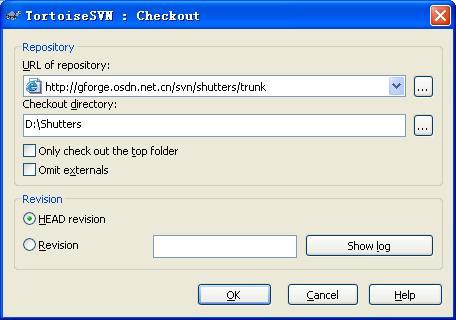 TortoiseSVN : Checkout
Repository
URL of repository:
http://gforge.osdn.net.cn/svn/shutters/trunk
...
Checkout directory:
D:\Shutters
...
Only check out the top folder
Omit externals
Revision
HEAD revision
Revision
Show log
OK
Cancel
Help